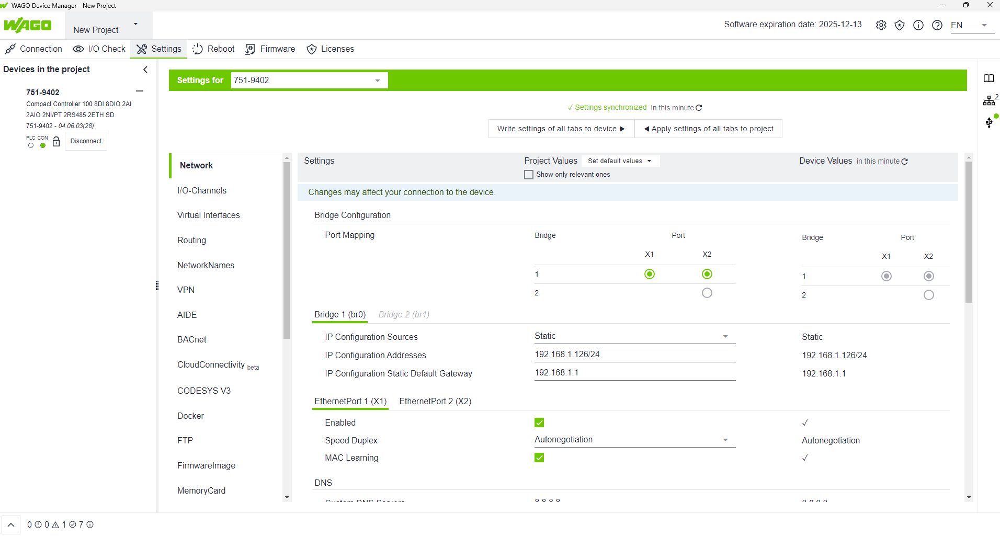 WAGO Device Manager - New Project
WAGO
New Project
Software expiration date: 2025-12-13
EN
Connection
I/O Check
Settings
Reboot
Firmware
Licenses
Devices in the project
751-9402
Compact Controller 100 8DI 8DIO 2AI
2AIO 2NI/PT 2RS485 2ETH SD
751-9402 - 04.06.03(28)
PLC CON
Disconnect
Settings for
751-9402
✓ Settings synchronized in this minute
Write settings of all tabs to device ▶
◀ Apply settings of all tabs to project
2
Network
I/O-Channels
Virtual Interfaces
Routing
NetworkNames
VPN
AIDE
BACnet
CloudConnectivity beta
CODESYS V3
Docker
FTP
FirmwareImage
MemoryCard
Settings
Project Values
Set default values
Device Values in this minute
Show only relevant ones
Changes may affect your connection to the device.
Bridge Configuration
Port Mapping
Bridge Port
X1 X2
1
2
Bridge Port
X1 X2
1
2
Bridge 1 (br0) Bridge 2 (br1)
IP Configuration Sources Static Static
IP Configuration Addresses 192.168.1.126/24 192.168.1.126/24
IP Configuration Static Default Gateway 192.168.1.1 192.168.1.1
EthernetPort 1 (X1) EthernetPort 2 (X2)
Enabled ✓
Speed Duplex Autonegotiation Autonegotiation
MAC Learning ✓
DNS
Custom DNS Servers 8.8.8.8 8.8.8.8
0 0 1 7